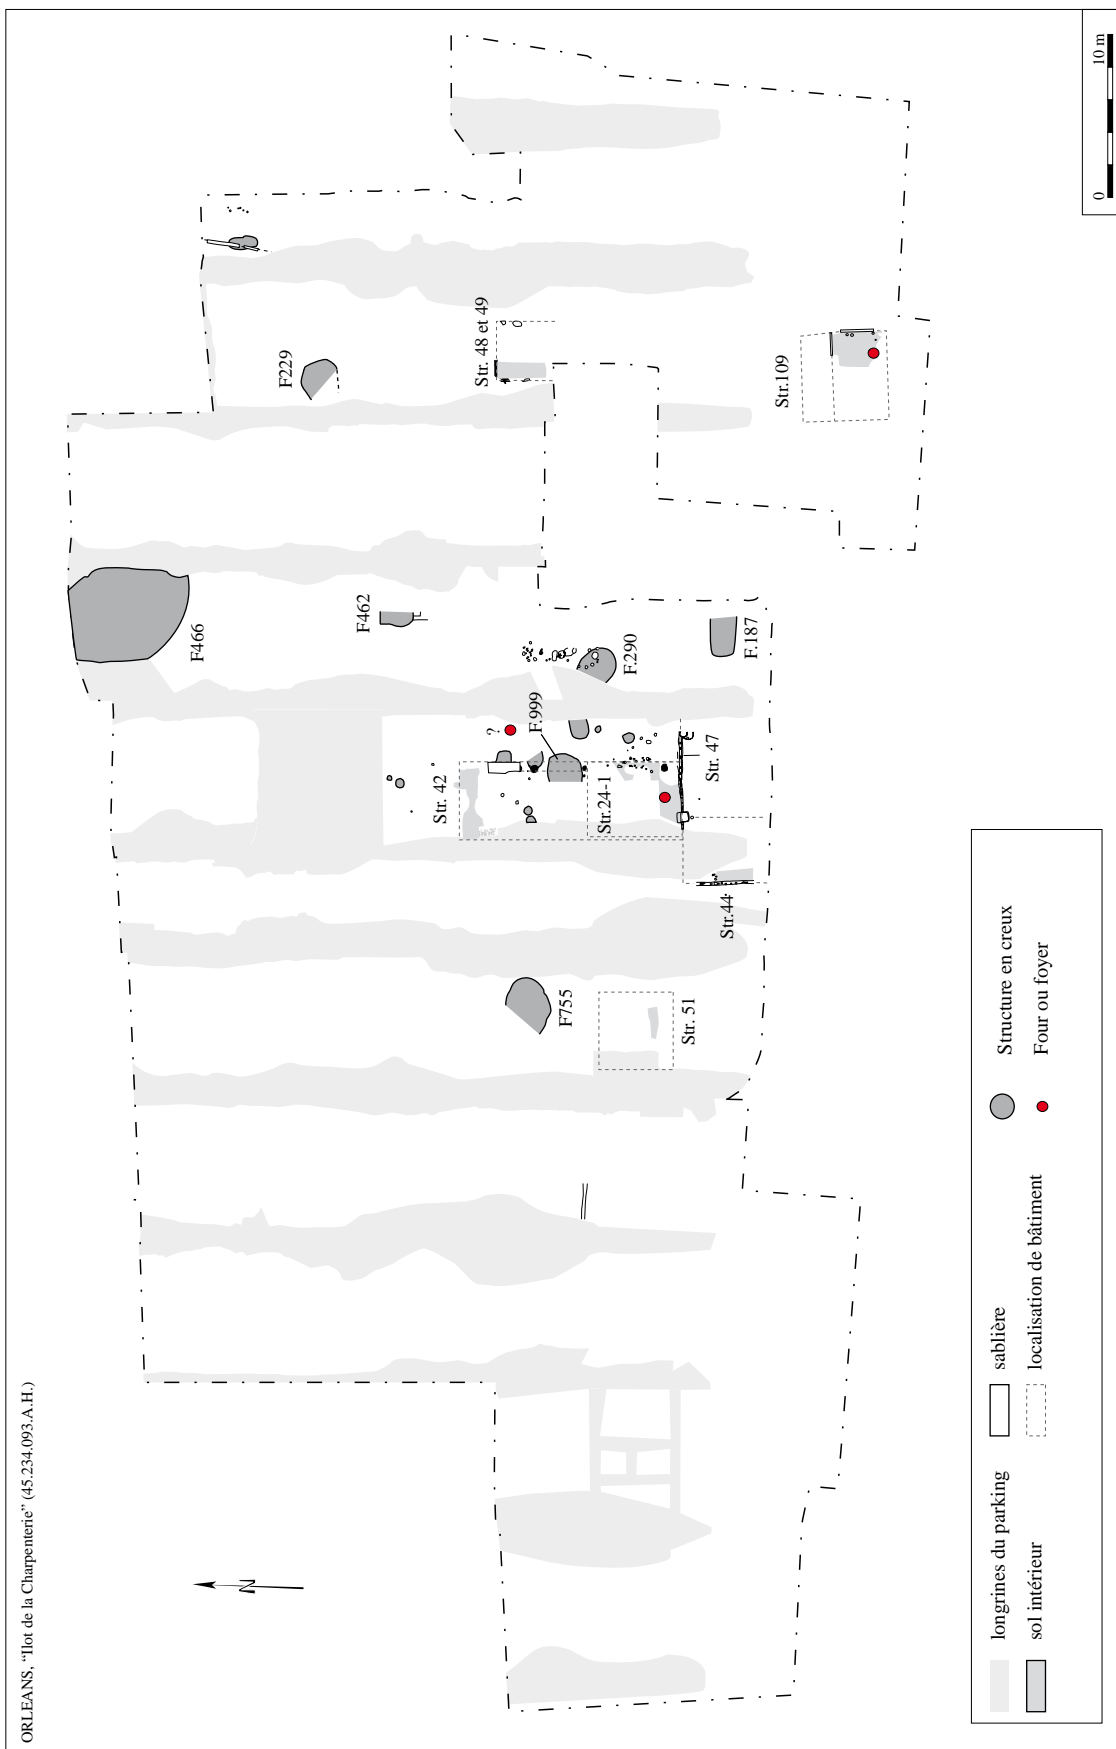 ORLEANS, "Ilot de la Charpenterie" (45.234.093.A.H.)
N
F466
F229
F462
Str. 48 et 49
?
Str. 42
F.999
F.290
F755
Str.24-1
Str. 51
Str.44
Str. 47
F.187
Str.109
longrines du parking
sol intérieur
sablière
localisation de bâtiment
Structure en creux
Four ou foyer
0
10 m